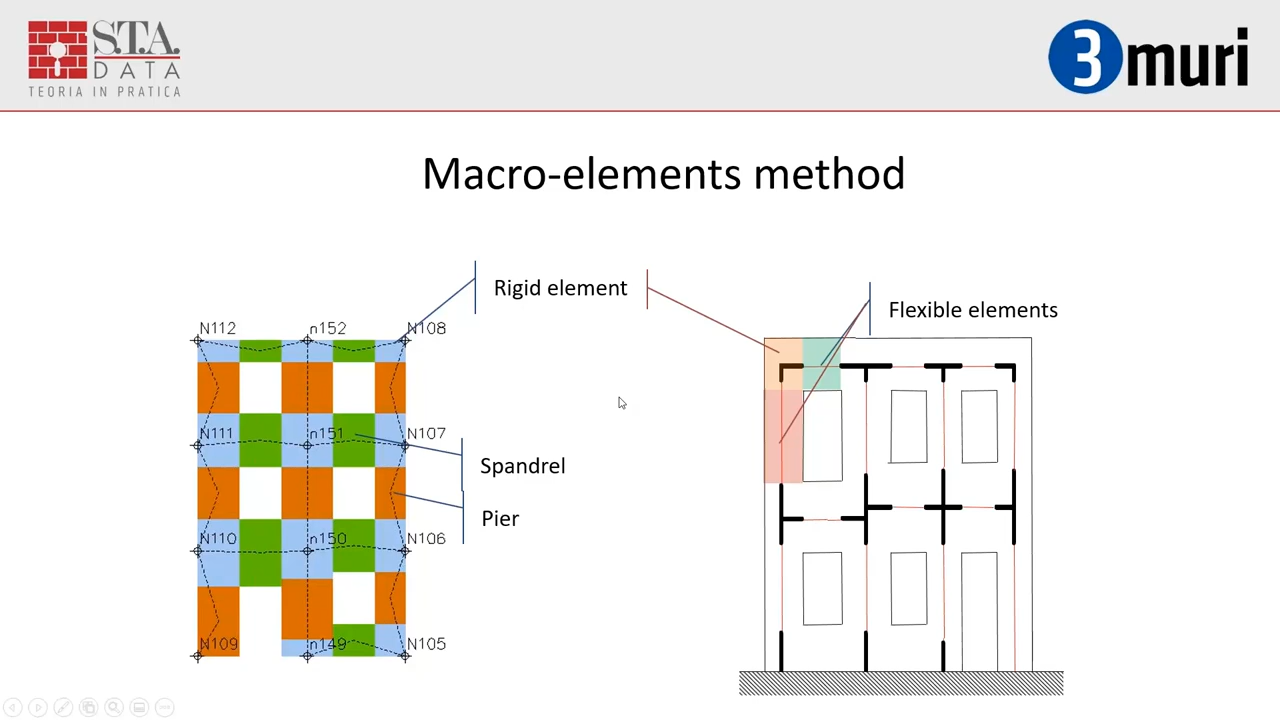 S.T.A.
DATA
TEORIA IN PRATICA
3muri
Macro-elements method
Rigid element
Flexible elements
N112
n152
N108
N111
n151
N107
Spandrel
Pier
N110
n150
N106
N109
n149
N105